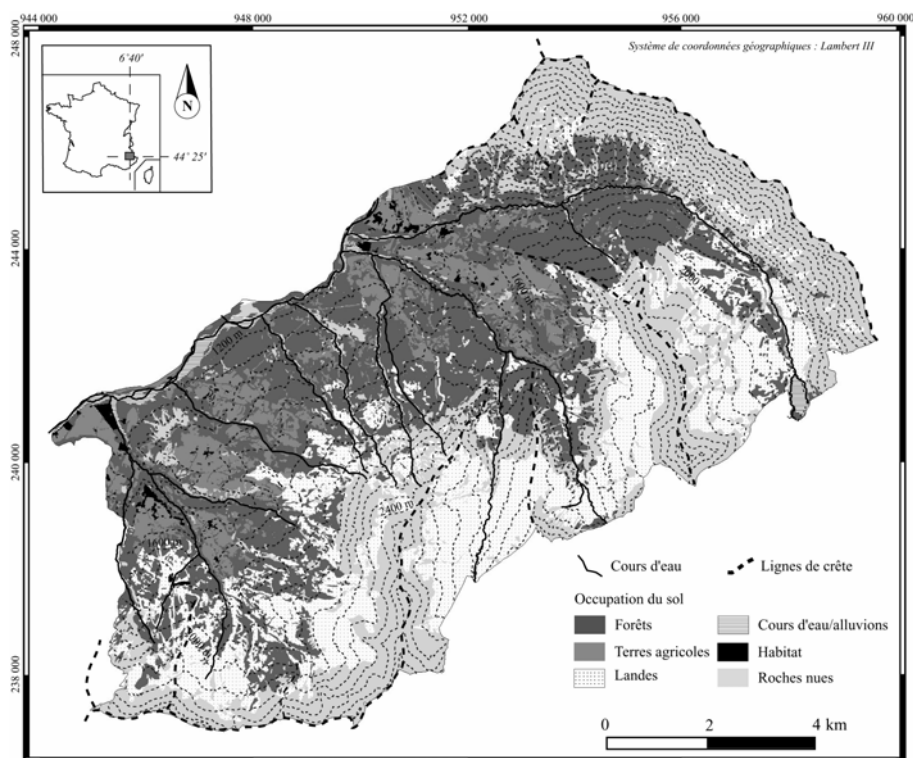 944 000
948 000
952 000
956 000
960 000
248 000
244 000
240 000
238 000
Système de coordonnées géographiques : Lambert III
6°40'
N
44° 25'
2400 m
Cours d'eau
Lignes de crête
Occupation du sol
Forêts
Cours d'eau/alluvions
Terres agricoles
Habitat
Landes
Roches nues
0
2
4 km